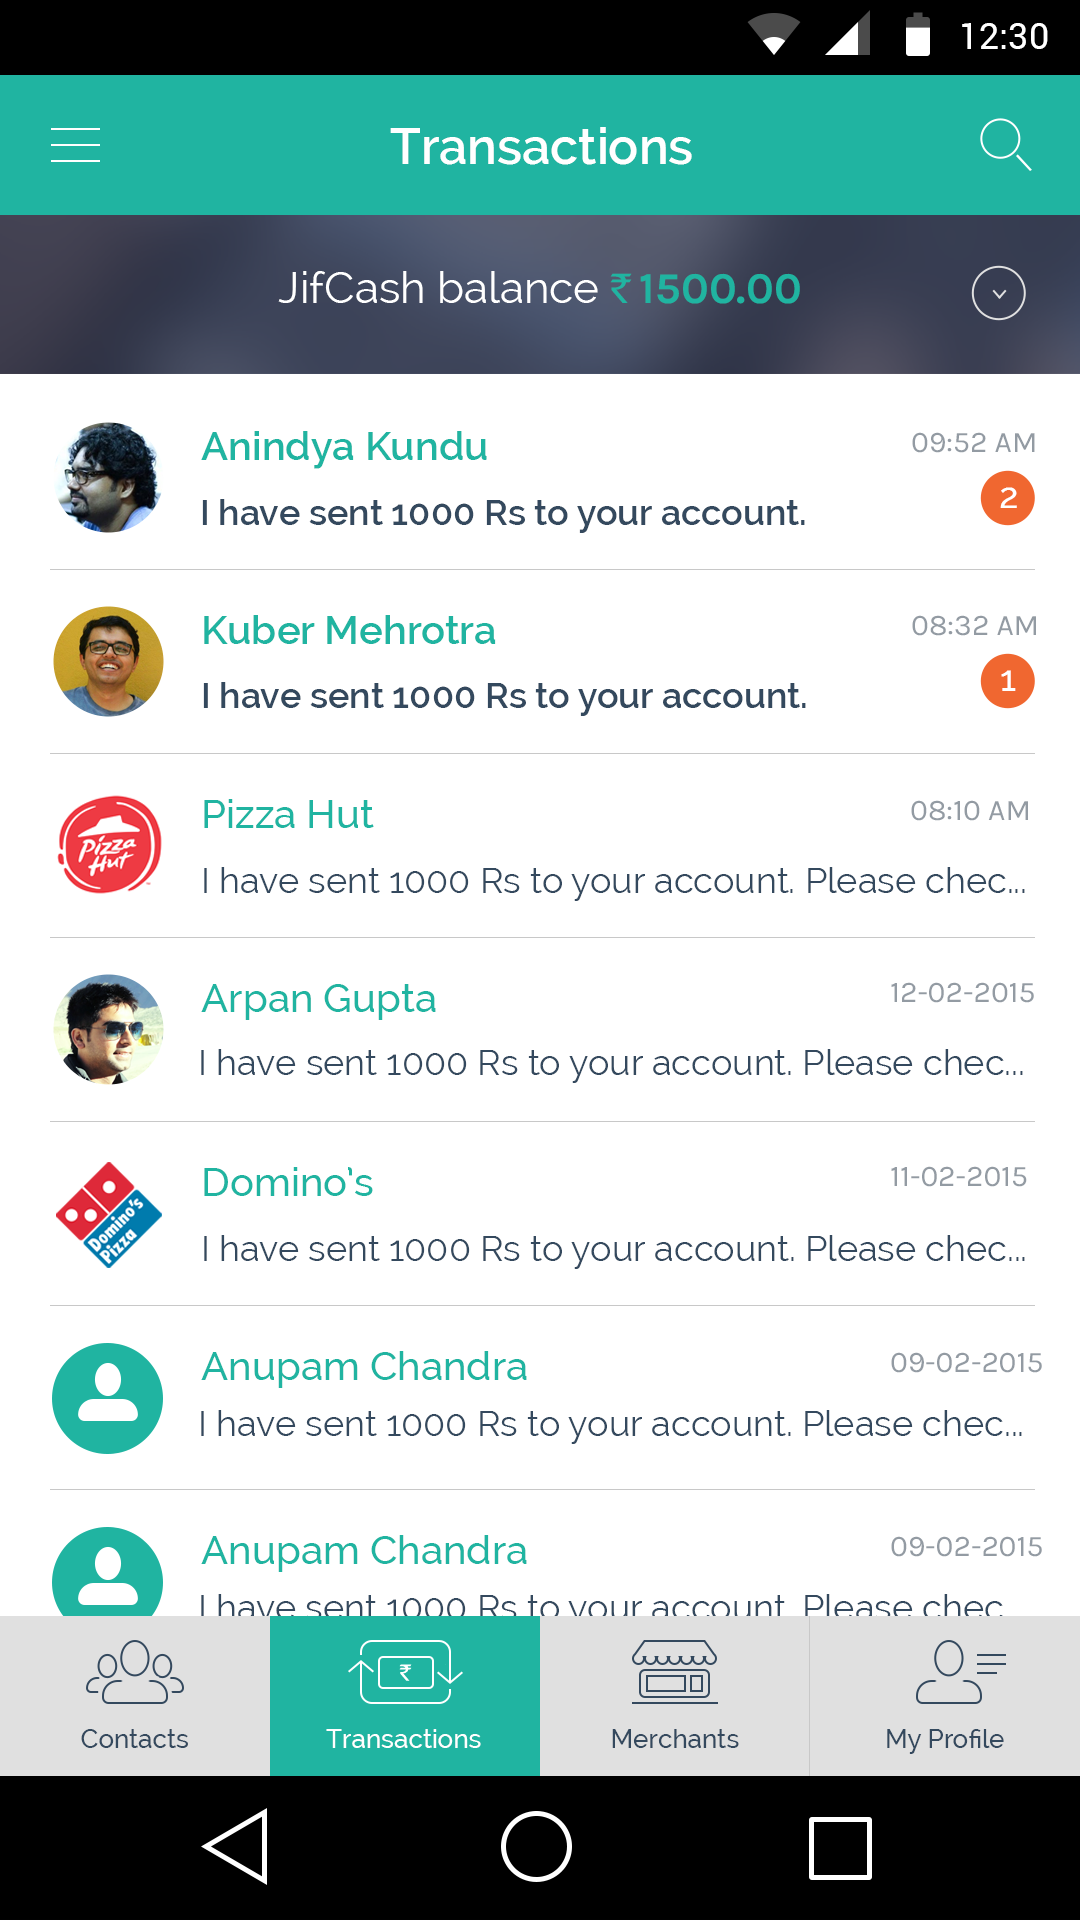 12:30
Transactions
JifCash balance ₹ 1500.00
Anindya Kundu
09:52 AM
I have sent 1000 Rs to your account.
2
Kuber Mehrotra
08:32 AM
I have sent 1000 Rs to your account.
1
Pizza Hut
08:10 AM
Pizza
Hut
I have sent 1000 Rs to your account. Please chec...
Arpan Gupta
12-02-2015
I have sent 1000 Rs to your account. Please chec...
Domino’s
11-02-2015
Domino's
Pizza
I have sent 1000 Rs to your account. Please chec...
Anupam Chandra
09-02-2015
I have sent 1000 Rs to your account. Please chec...
Anupam Chandra
09-02-2015
I have sent 1000 Rs to your account. Please chec
₹
Contacts
Transactions
Merchants
My Profile